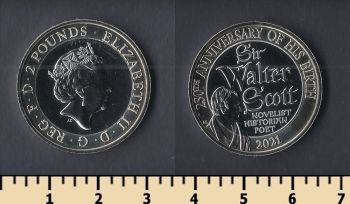 ELIZABETH II · D · G · REG · F · D · 2 POUNDS ·
250TH ANNIVERSARY OF HIS BIRTH
Sir
Walter
Scott
NOVELIST
HISTORIAN
POET
2021
1 2 3 4 5 6 7